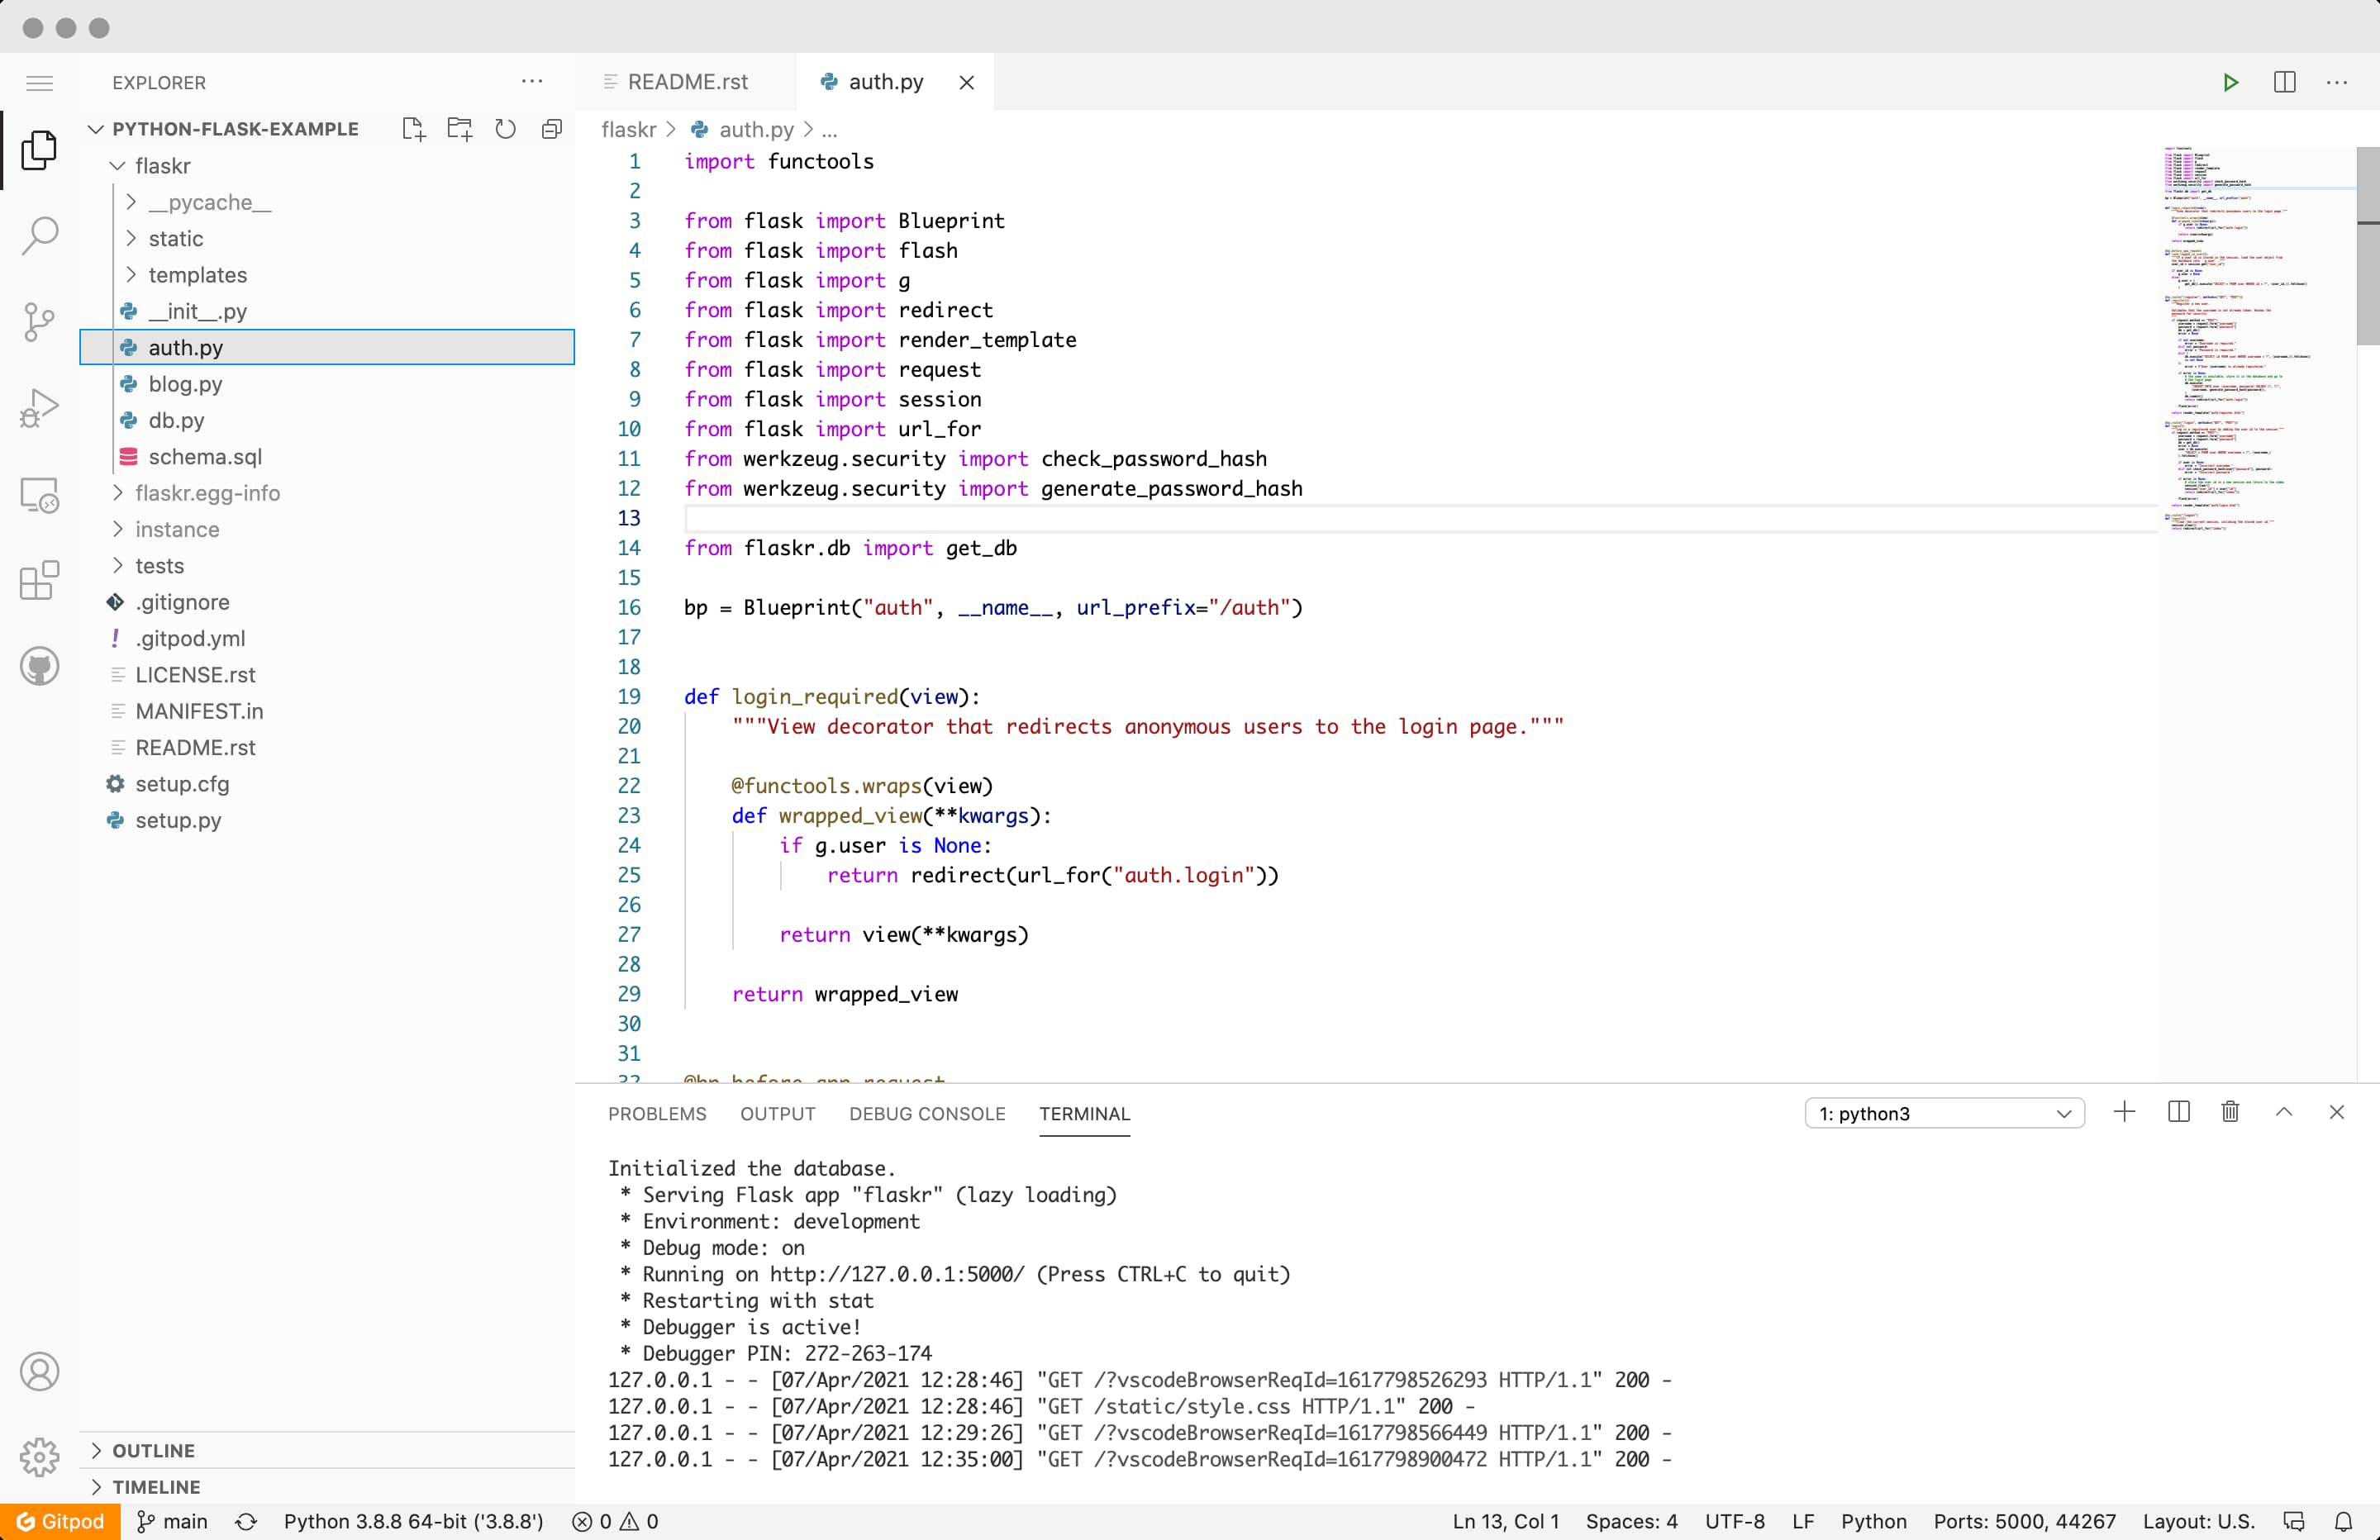 EXPLORER
PYTHON-FLASK-EXAMPLE
flaskr
__pycache__
static
templates
__init__.py
auth.py
blog.py
db.py
schema.sql
flaskr.egg-info
instance
tests
.gitignore
.gitpod.yml
LICENSE.rst
MANIFEST.in
README.rst
setup.cfg
setup.py
OUTLINE
TIMELINE
README.rst auth.py
flaskr > auth.py > ...
1 import functools
2
3 from flask import Blueprint
4 from flask import flash
5 from flask import g
6 from flask import redirect
7 from flask import render_template
8 from flask import request
9 from flask import session
10 from flask import url_for
11 from werkzeug.security import check_password_hash
12 from werkzeug.security import generate_password_hash
13
14 from flaskr.db import get_db
15
16 bp = Blueprint("auth", __name__, url_prefix="/auth")
17
18
19 def login_required(view):
20 """View decorator that redirects anonymous users to the login page."""
21
22 @functools.wraps(view)
23 def wrapped_view(**kwargs):
24 if g.user is None:
25 return redirect(url_for("auth.login"))
26
27 return view(**kwargs)
28
29 return wrapped_view
30
31
32 @bp.before_app_request
PROBLEMS OUTPUT DEBUG CONSOLE TERMINAL 1: python3
Initialized the database.
* Serving Flask app "flaskr" (lazy loading)
* Environment: development
* Debug mode: on
* Running on http://127.0.0.1:5000/ (Press CTRL+C to quit)
* Restarting with stat
* Debugger is active!
* Debugger PIN: 272-263-174
127.0.0.1 - - [07/Apr/2021 12:28:46] "GET /?vscodeBrowserReqId=1617798526293 HTTP/1.1" 200 -
127.0.0.1 - - [07/Apr/2021 12:28:46] "GET /static/style.css HTTP/1.1" 200 -
127.0.0.1 - - [07/Apr/2021 12:29:26] "GET /?vscodeBrowserReqId=1617798566449 HTTP/1.1" 200 -
127.0.0.1 - - [07/Apr/2021 12:35:00] "GET /?vscodeBrowserReqId=1617798900472 HTTP/1.1" 200 -
Gitpod main Python 3.8.8 64-bit ('3.8.8') 0 0 Ln 13, Col 1 Spaces: 4 UTF-8 LF Python Ports: 5000, 44267 Layout: U.S.